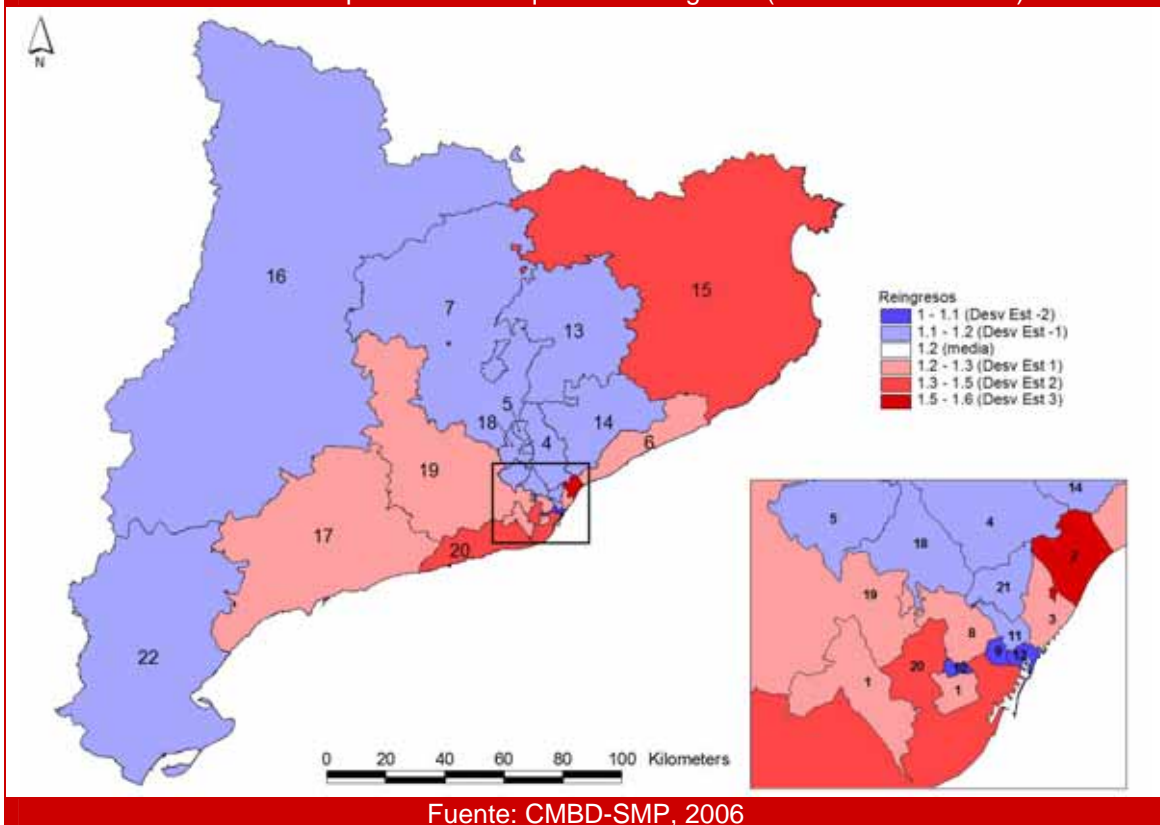 N
16
7
13
15
5
18
4
14
6
19
17
20
22
Reingresos
1 - 1.1 (Desv Est -2)
1.1 - 1.2 (Desv Est -1)
1.2 (media)
1.2 - 1.3 (Desv Est 1)
1.3 - 1.5 (Desv Est 2)
1.5 - 1.6 (Desv Est 3)
14
5
4
18
2
21
19
3
8
11
9
12
20
10
1
1
0 20 40 60 80 100 Kilometers
Fuente: CMBD-SMP, 2006